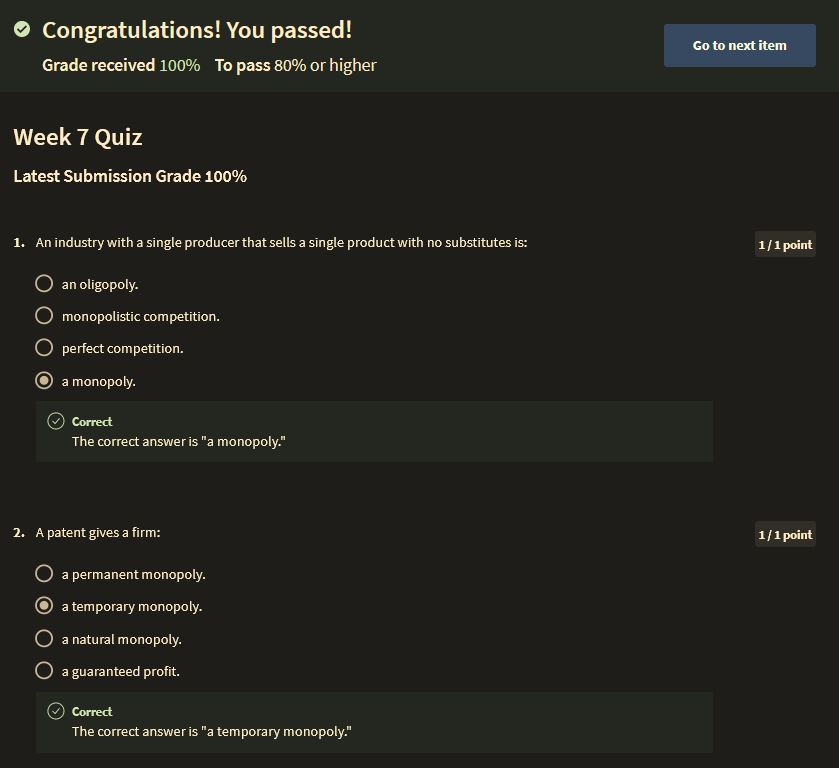 Congratulations! You passed!
Go to next item
Grade received 100% To pass 80% or higher
Week 7 Quiz
Latest Submission Grade 100%
1. An industry with a single producer that sells a single product with no substitutes is:
1 / 1 point
an oligopoly.
monopolistic competition.
perfect competition.
a monopoly.
Correct
The correct answer is "a monopoly."
2. A patent gives a firm:
1 / 1 point
a permanent monopoly.
a temporary monopoly.
a natural monopoly.
a guaranteed profit.
Correct
The correct answer is "a temporary monopoly."